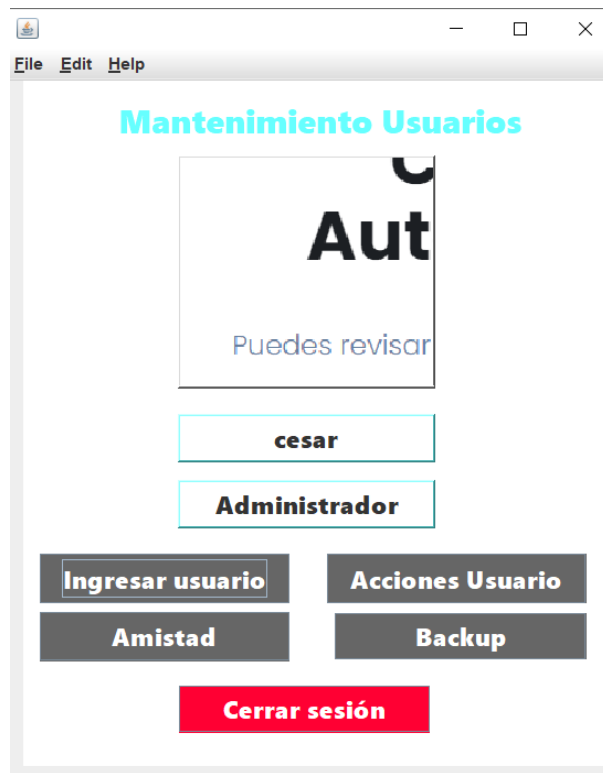 File Edit Help
Mantenimiento Usuarios
Aut
Puedes revisar
cesar
Administrador
Ingresar usuario Acciones Usuario
Amistad Backup
Cerrar sesión